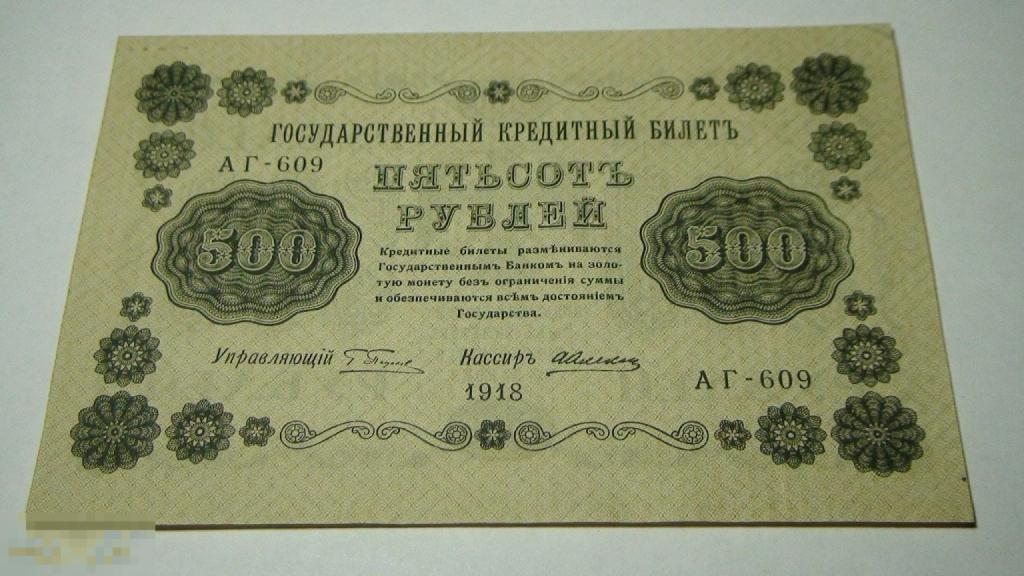 ГОСУДАРСТВЕННЫЙ КРЕДИТНЫЙ БИЛЕТЪ
АГ-609
ПЯТЬСОТЪ
РУБЛЕЙ
500
500
Кредитные билеты размѣниваются
Государственнымъ Банкомъ на золо-
тую монету безъ ограниченія суммы
и обезпечиваются всѣмъ достояніемъ
Государства.
Управляющій
Кассиръ
1918
АГ-609